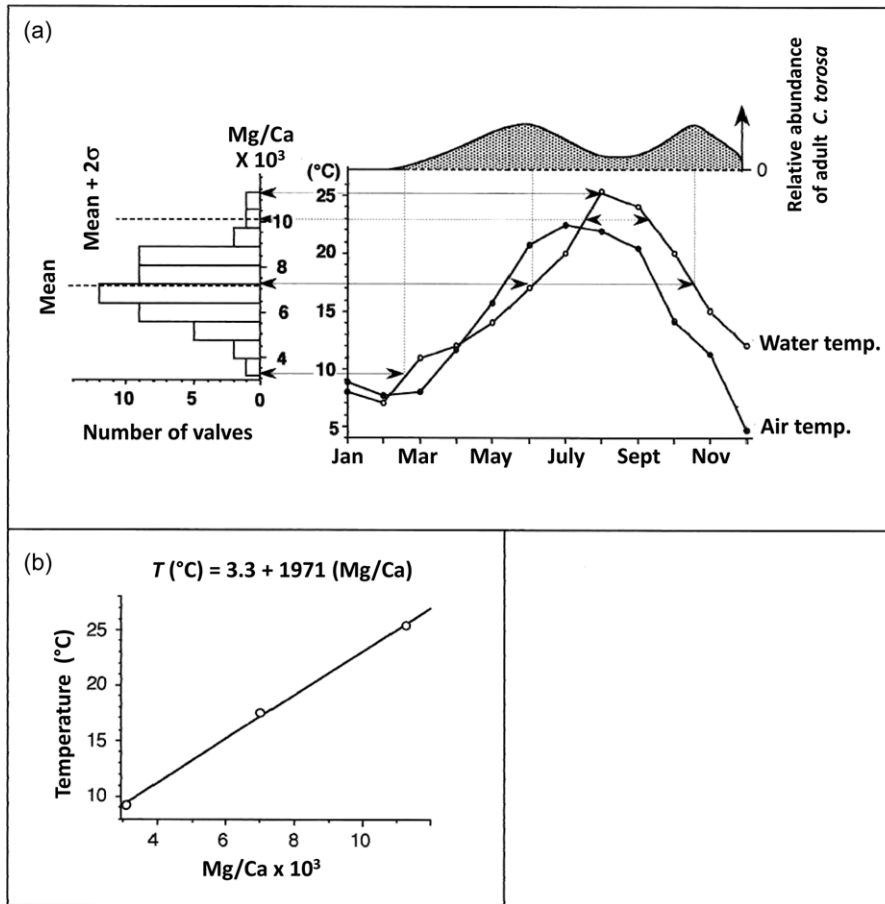 (a)
Relative abundance
of adult C. torosa
0
Mg/Ca
X 10³
(°C)
Mean + 2σ
Mean
10
8
6
4
25
20
15
10
5
10
5
0
Number of valves
Water temp.
Air temp.
Jan
Mar
May
July
Sept
Nov
(b)
T (°C) = 3.3 + 1971 (Mg/Ca)
Temperature (°C)
25
20
15
10
4
6
8
10
Mg/Ca x 10³